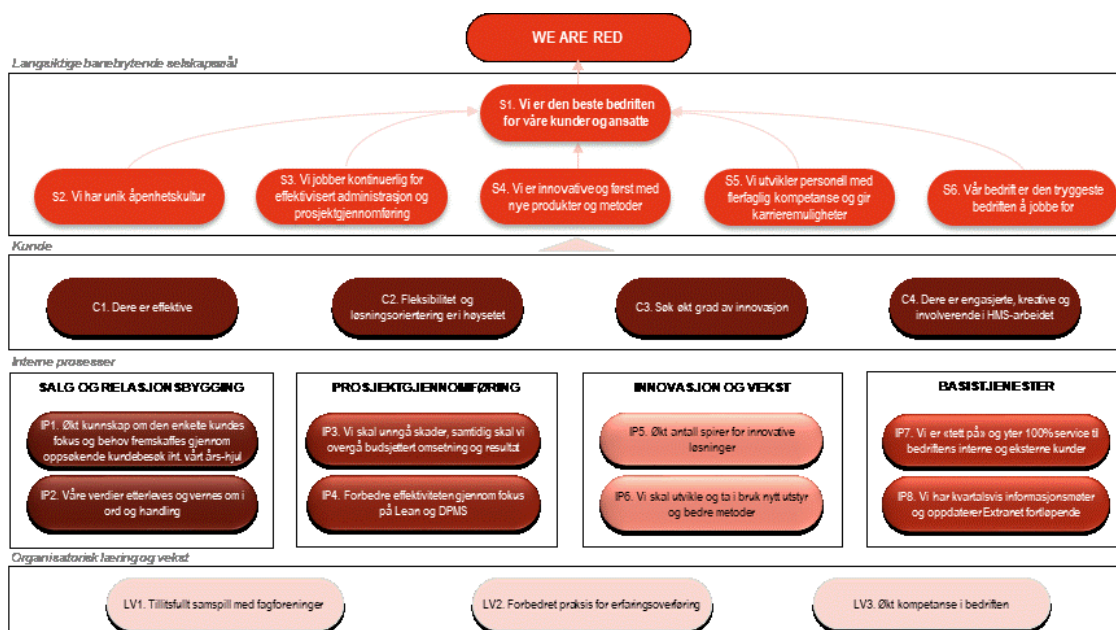 WE ARE RED
Langsiktige banebrytende selskapsmål
S1. Vi er den beste bedriften
for våre kunder og ansatte
S2. Vi har unik åpenhetskultur
S3. Vi jobber kontinuerlig for
effektivisert administrasjon og
prosjektgjennomføring
S4. Vi er innovative og først med
nye produkter og metoder
S5. Vi utvikler personell med
flerfaglig kompetanse og gir
karrieremuligheter
S6. Vår bedrift er den tryggeste
bedriften å jobbe for
Kunde
C1. Dere er effektive
C2. Fleksibilitet og
løsningsorientering er i høysetet
C3. Søk økt grad av innovasjon
C4. Dere er engasjerte, kreative og
involverende i HMS-arbeidet
Interne prosesser
SALG OG RELASJONSBYGGING
IP1. Økt kunnskap om den enkete kundes
fokus og behov fremskaffes gjennom
oppsøkende kundebesøk iht. vårt års-hjul
IP2. Våre verdier etterleves og vernes om i
ord og handling
PROSJEKTGJENNOMFØRING
IP3. Vi skal unngå skader, samtidig skal vi
overgå budsjettert omsetning og resultat
IP4. Forbedre effektiviteten gjennom fokus
på Lean og DPMS
INNOVASJON OG VEKST
IP5. Økt antall spirer for innovative
løsninger
IP6. Vi skal utvikle og ta i bruk nytt utstyr
og bedre metoder
BASISTJENESTER
IP7. Vi er «tett på» og yter 100% service til
bedriftens interne og eksterne kunder
IP8. Vi har kvartalsvis informasjonsmøter
og oppdaterer Extranet fortløpende
Organisatorisk læring og vekst
LV1. Tillitsfullt samspill med fagforeninger
LV2. Forbedret praksis for erfaringsoverføring
LV3. Økt kompetanse i bedriften